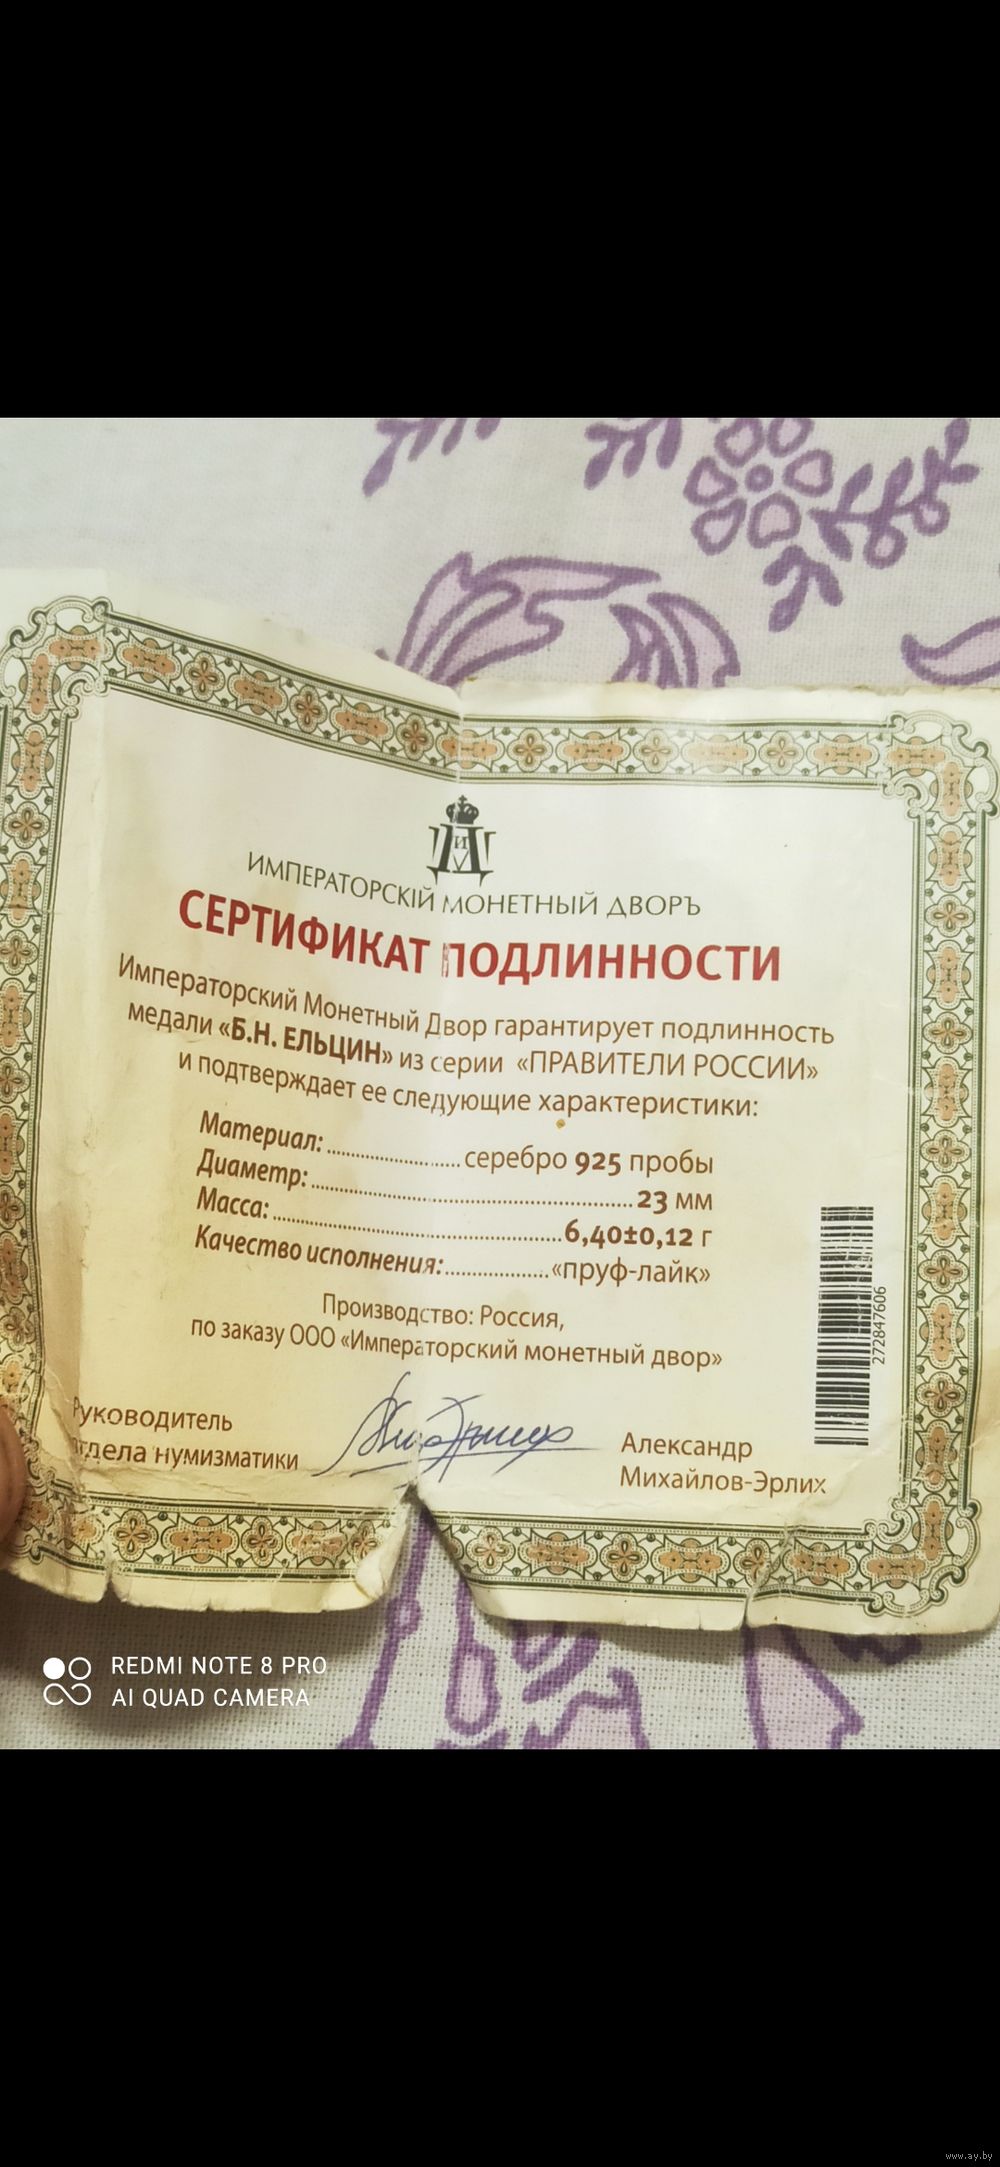 ИМПЕРАТОРСКІЙ МОНЕТНЫЙ ДВОРЪ
СЕРТИФИКАТ ПОДЛИННОСТИ
Императорский Монетный Двор гарантирует подлинность
медали «Б.Н. ЕЛЬЦИН» из серии «ПРАВИТЕЛИ РОССИИ»
и подтверждает ее следующие характеристики:
Материал: серебро 925 пробы
Диаметр: 23 мм
Масса: 6,40±0,12 г
Качество исполнения: «пруф-лайк»
Производство: Россия,
по заказу ООО «Императорский монетный двор»
Руководитель
отдела нумизматики
Александр
Михайлов-Эрлих
272847606
REDMI NOTE 8 PRO
AI QUAD CAMERA
www.ay.by